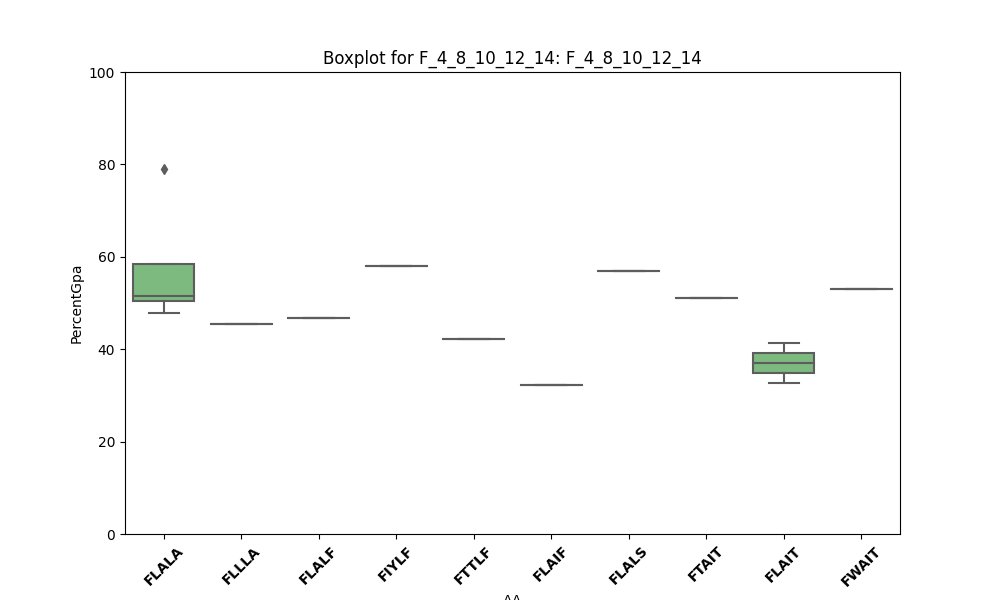 Boxplot for F_4_8_10_12_14: F_4_8_10_12_14
100
80
60
40
20
0
PercentGpa
FLALA
FLLLA
FLALF
FIYLF
FTTLF
FLAIF
FLALS
FTAIT
FLAIT
FWAIT
AA